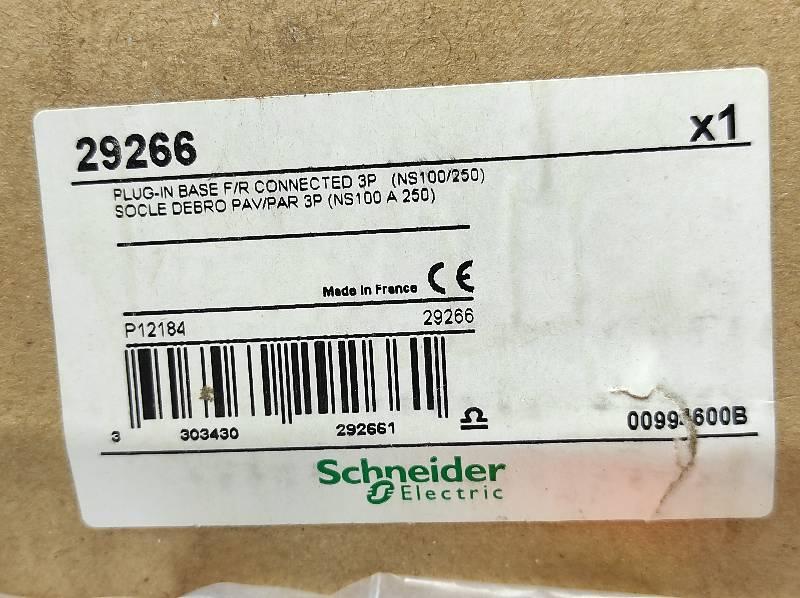 29266
x1
PLUG-IN BASE F/R CONNECTED 3P (NS100/250)
SOCLE DEBRO PAV/PAR 3P (NS100 A 250)
Made in France CE
P12184
29266
3 303430 292661
Schneider
Electric